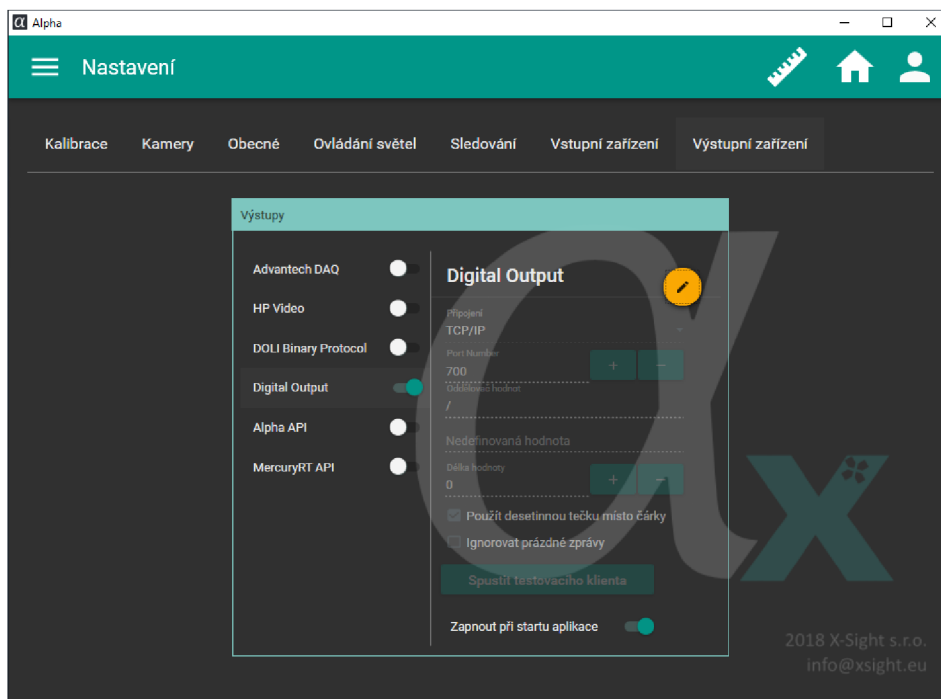 α Alpha
Nastavení
Kalibrace Kamery Obecné Ovládání světel Sledování Vstupní zařízení Výstupní zařízení
Výstupy
Advantech DAQ
HP Video
DOLI Binary Protocol
Digital Output
Alpha API
MercuryRT API
Digital Output
Připojení
TCP/IP
Port Number
700
+ −
Oddělovač hodnot
/
Nedefinovaná hodnota
Délka hodnoty
0
+ −
Použít desetinnou tečku místo čárky
Ignorovat prázdné zprávy
Spustit testovacího klienta
Zapnout při startu aplikace
αx
2018 X-Sight s.r.o.
info@xsight.eu